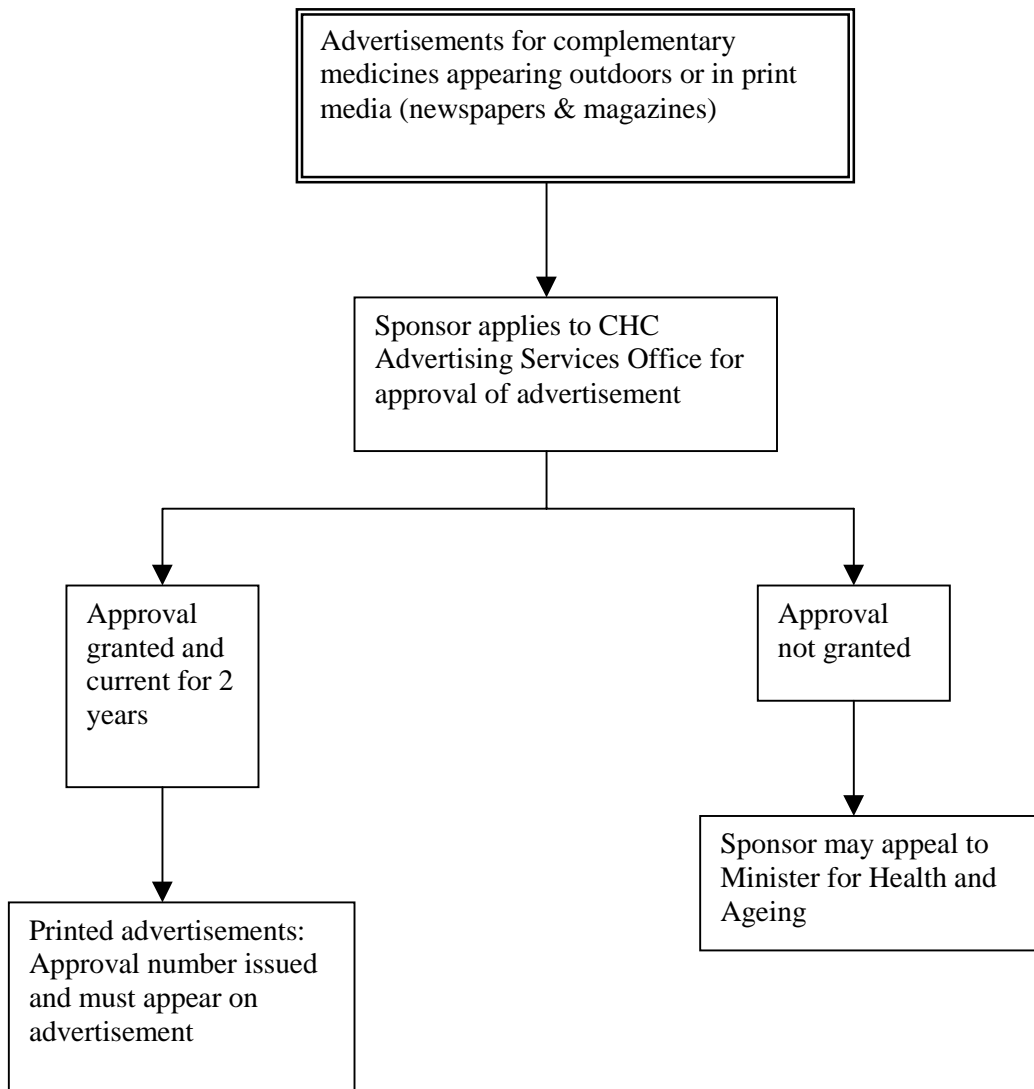 Advertisements for complementary
medicines appearing outdoors or in print
media (newspapers & magazines)
Sponsor applies to CHC
Advertising Services Office for
approval of advertisement
Approval
granted and
current for 2
years
Approval
not granted
Printed advertisements:
Approval number issued
and must appear on
advertisement
Sponsor may appeal to
Minister for Health and
Ageing